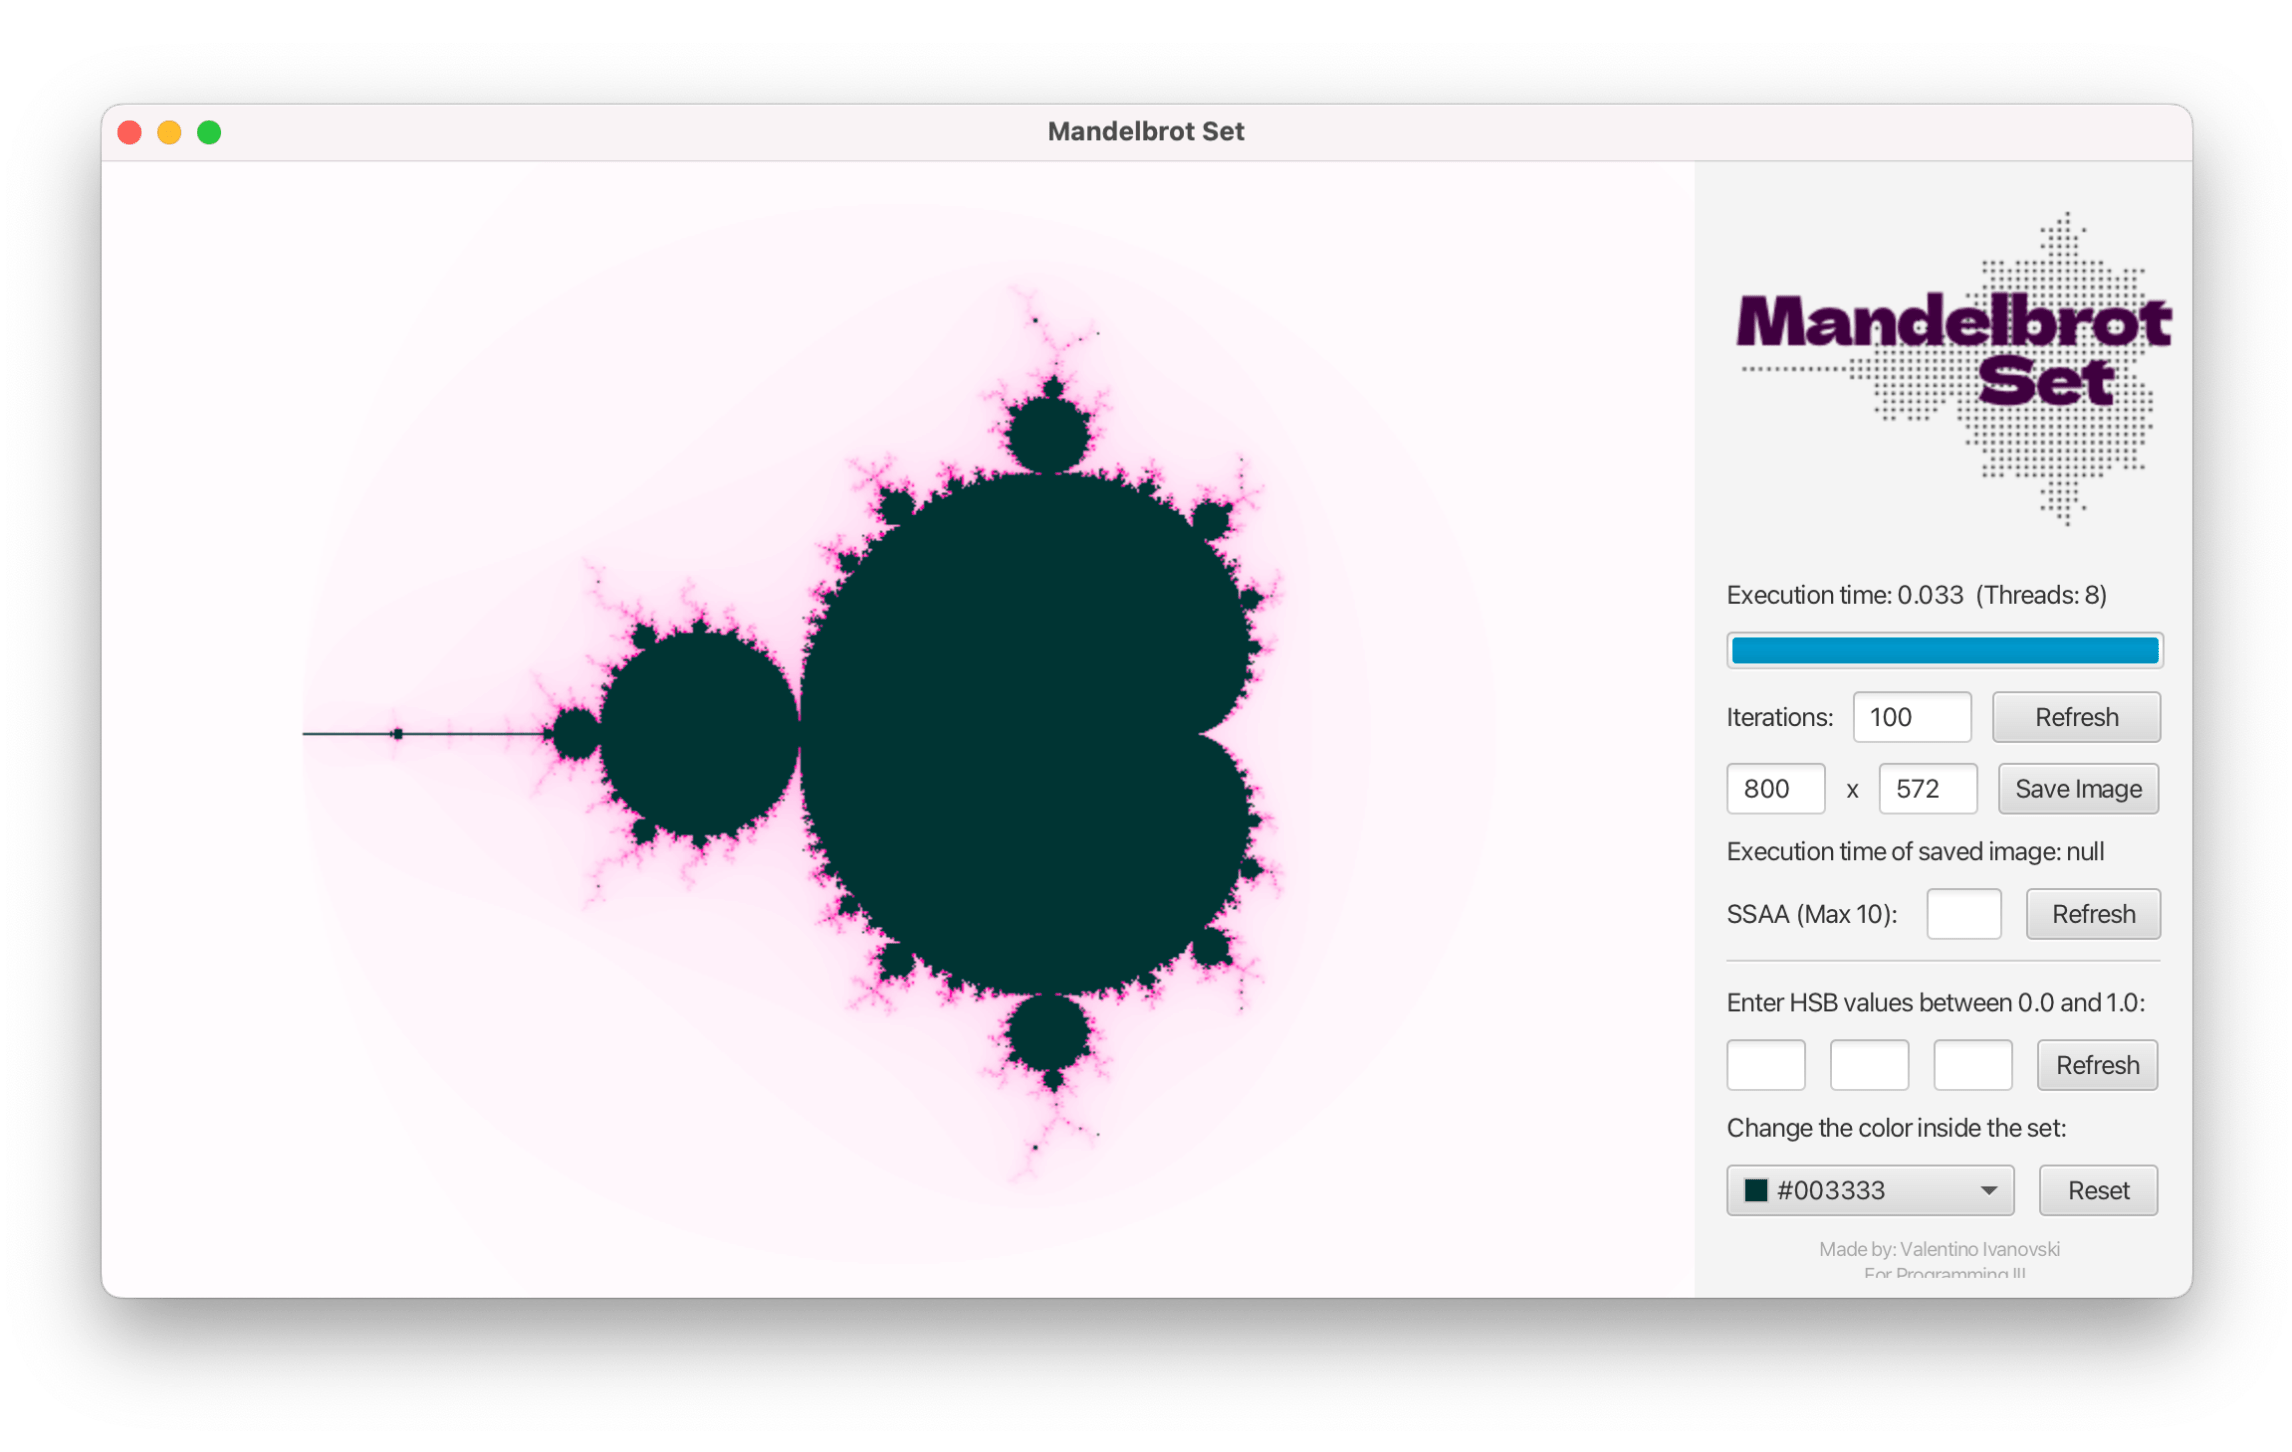 Mandelbrot Set
Mandelbrot
Set
Execution time: 0.033 (Threads: 8)
Iterations: 100 Refresh
800 x 572 Save Image
Execution time of saved image: null
SSAA (Max 10): Refresh
Enter HSB values between 0.0 and 1.0:
Refresh
Change the color inside the set:
#003333 Reset
Made by: Valentino Ivanovski
For Programming III